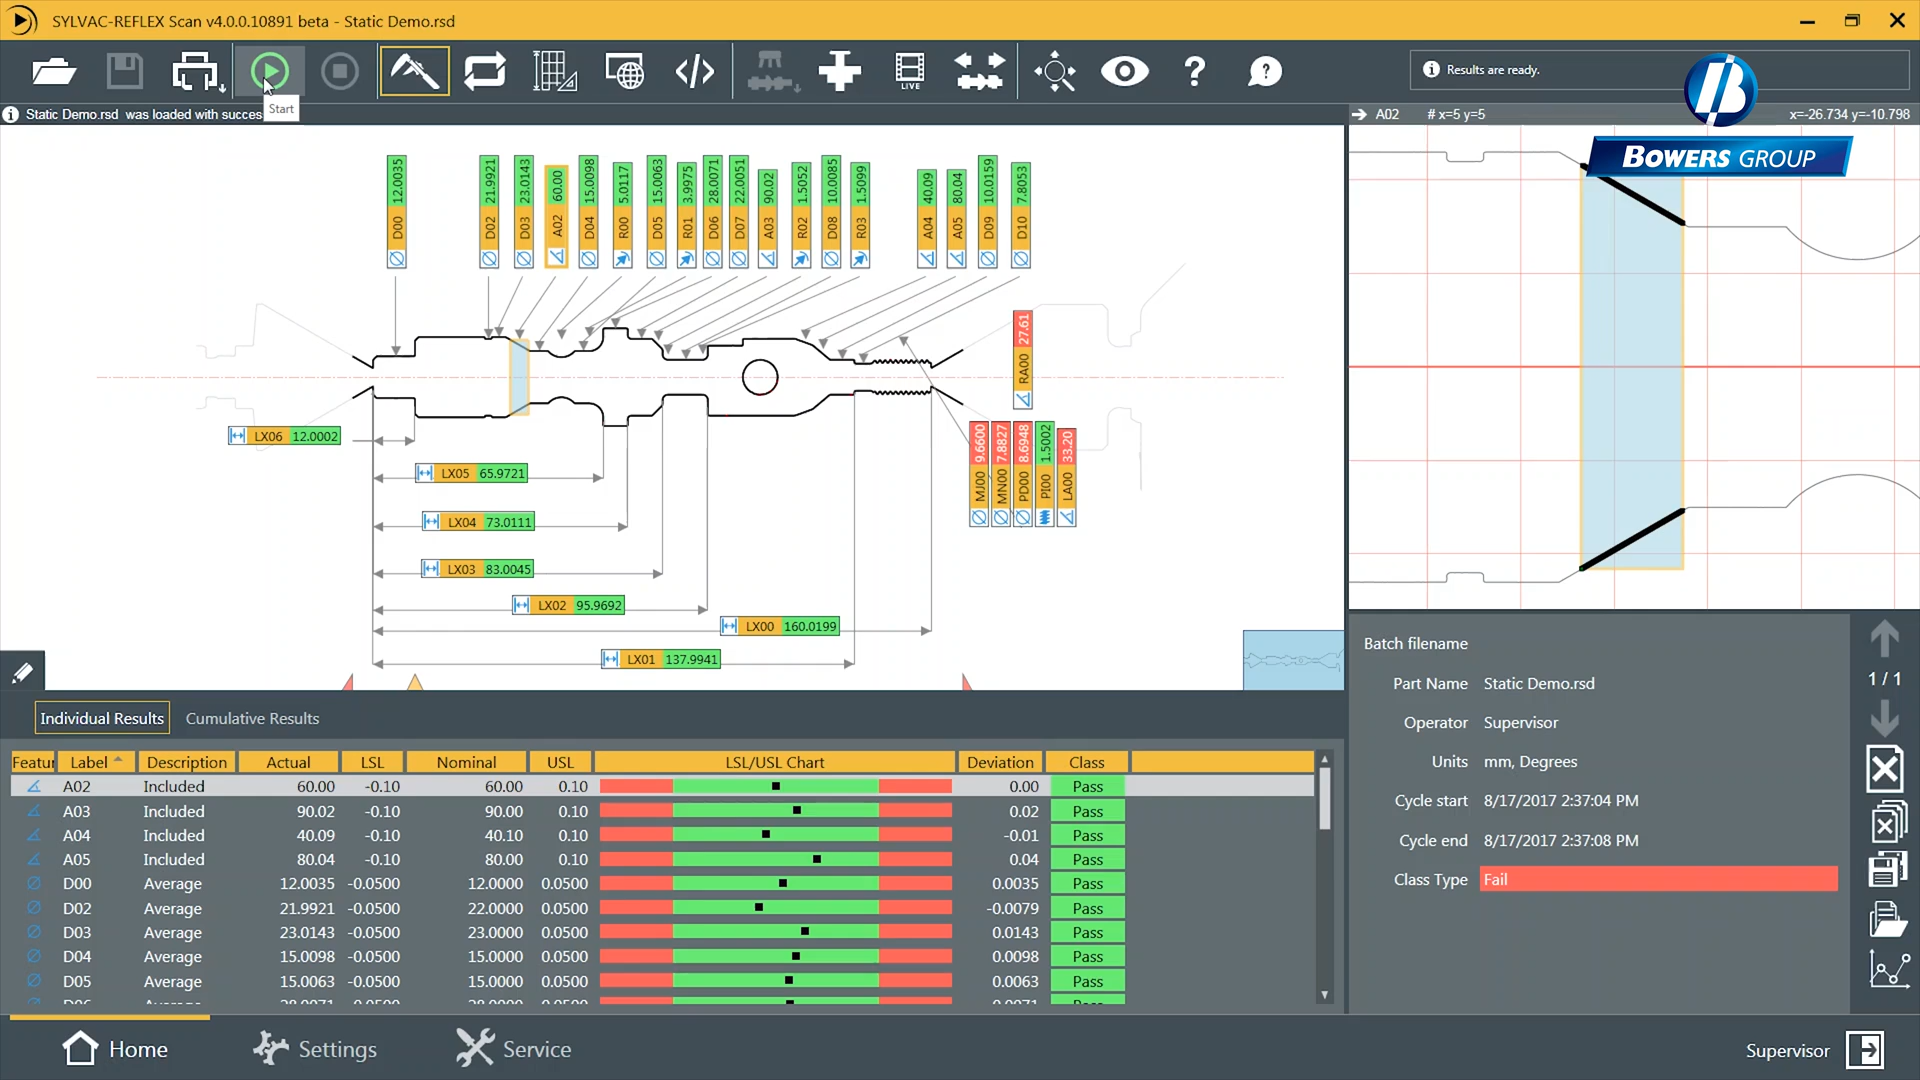 SYLVAC-REFLEX Scan v4.0.0.10891 beta - Static Demo.rsd
LIVE
Results are ready.
Start
Static Demo.rsd was loaded with succes
A02 # x=5 y=5 x=-26.734 y=-10.798
BOWERS GROUP
D00 12.0035
D02 21.9921
D03 23.0143
A02 60.00
D04 15.0098
R00 5.0117
D05 15.0063
R01 3.9975
D06 28.0071
D07 22.0051
A03 90.02
R02 1.5052
D08 10.0085
R03 1.5099
A04 40.09
A05 80.04
D09 10.0159
D10 7.8053
RA00 27.61
MJ00 9.6600
MN00 7.8827
PD00 8.6948
PI00 1.5002
LA00 33.20
LX06 12.0002
LX05 65.9721
LX04 73.0111
LX03 83.0045
LX02 95.9692
LX00 160.0199
LX01 137.9941
Individual Results Cumulative Results
Featur Label Description Actual LSL Nominal USL LSL/USL Chart Deviation Class
A02 Included 60.00 -0.10 60.00 0.10 0.00 Pass
A03 Included 90.02 -0.10 90.00 0.10 0.02 Pass
A04 Included 40.09 -0.10 40.10 0.10 -0.01 Pass
A05 Included 80.04 -0.10 80.00 0.10 0.04 Pass
D00 Average 12.0035 -0.0500 12.0000 0.0500 0.0035 Pass
D02 Average 21.9921 -0.0500 22.0000 0.0500 -0.0079 Pass
D03 Average 23.0143 -0.0500 23.0000 0.0500 0.0143 Pass
D04 Average 15.0098 -0.0500 15.0000 0.0500 0.0098 Pass
D05 Average 15.0063 -0.0500 15.0000 0.0500 0.0063 Pass
Batch filename
Part Name Static Demo.rsd
Operator Supervisor
Units mm, Degrees
Cycle start 8/17/2017 2:37:04 PM
Cycle end 8/17/2017 2:37:08 PM
Class Type Fail
1 / 1
Home Settings Service Supervisor